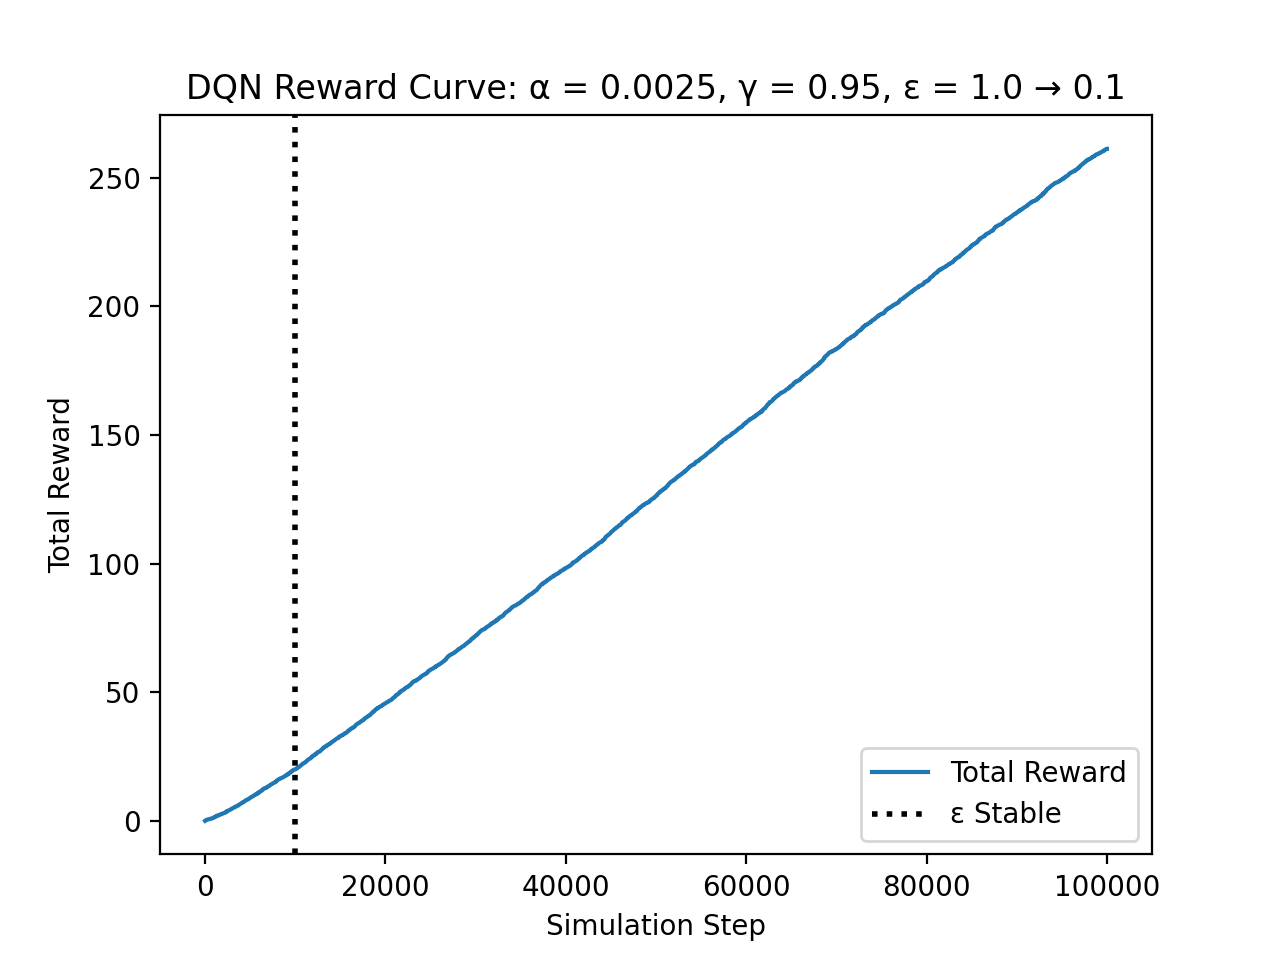 DQN Reward Curve: α = 0.0025, γ = 0.95, ε = 1.0 → 0.1
250
200
150
100
50
0
Total Reward
Total Reward
ε Stable
0 20000 40000 60000 80000 100000
Simulation Step